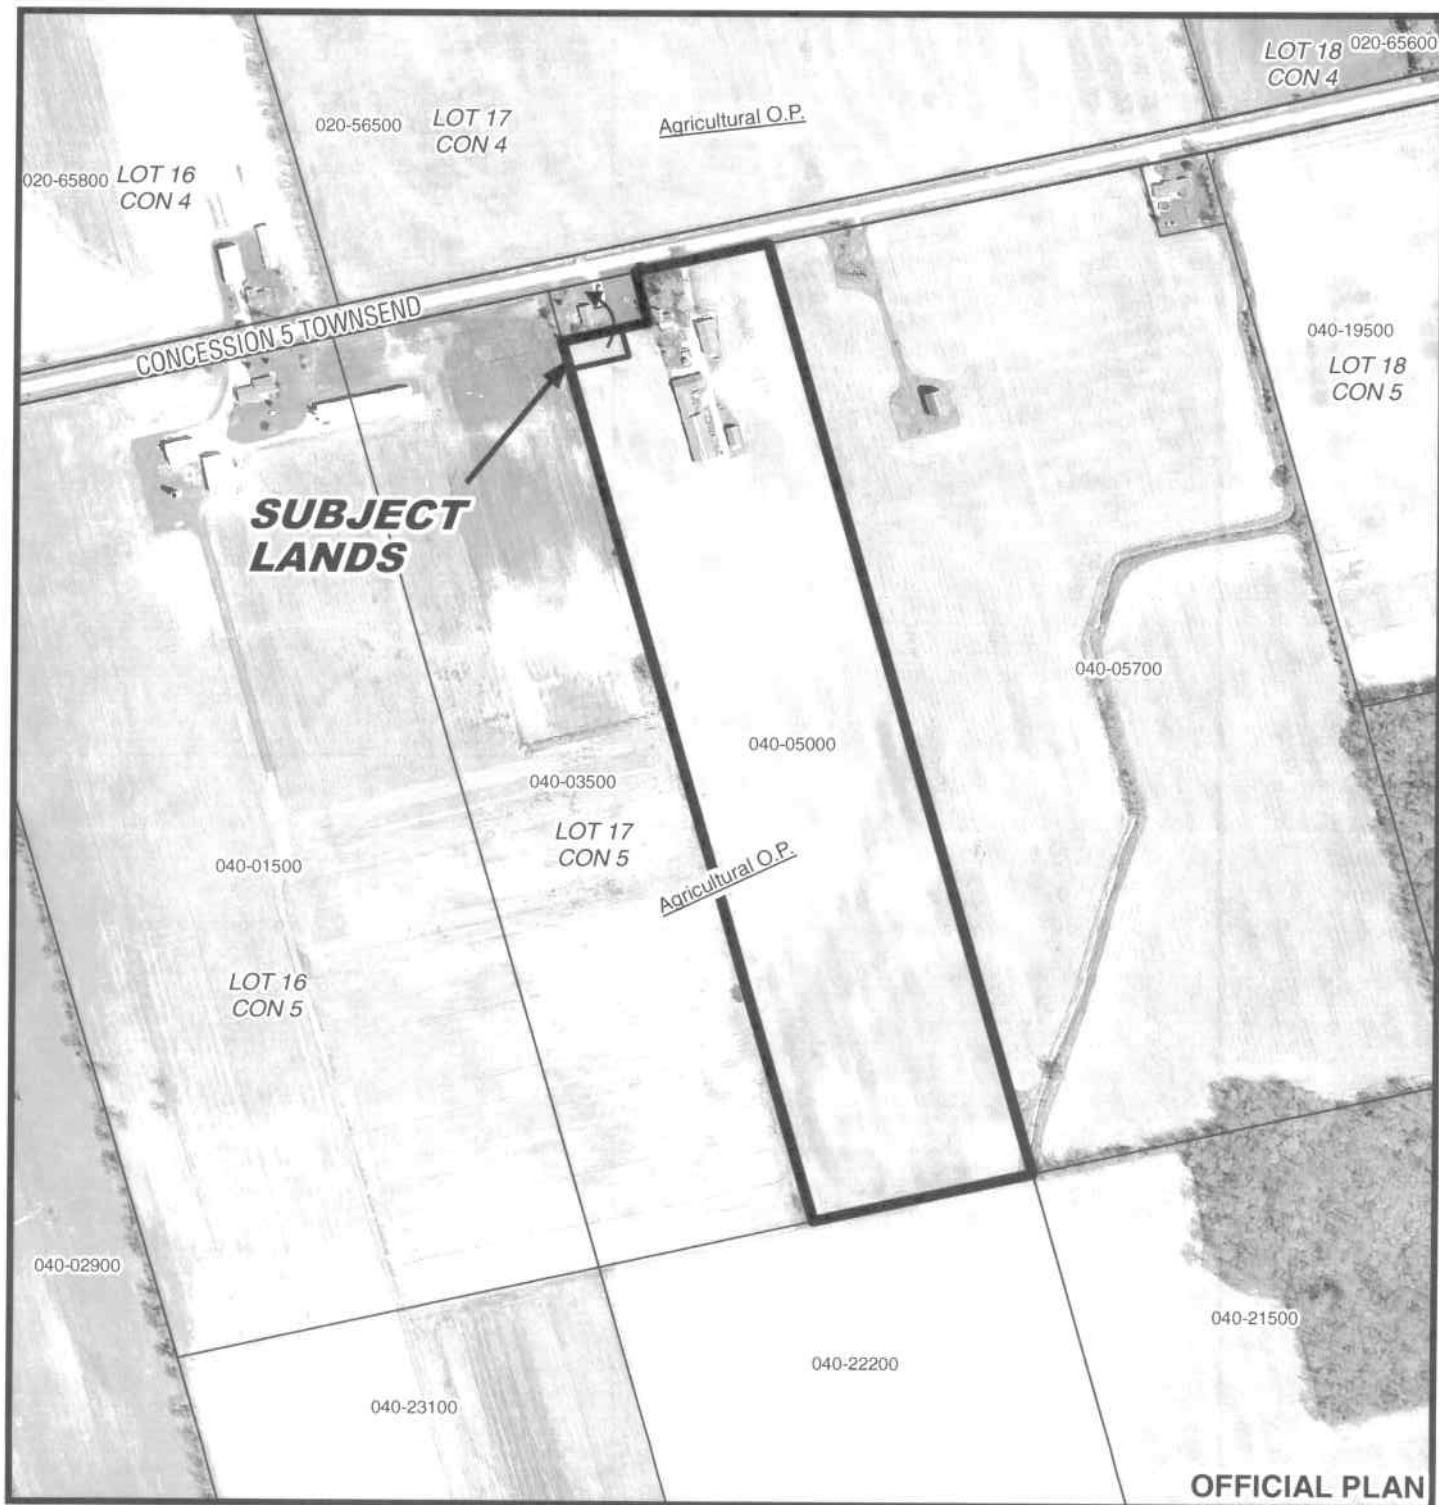 LOT 18
CON 4
020-65600
020-56500
LOT 17
CON 4
Agricultural O.P.
020-65800
LOT 16
CON 4
CONCESSION 5 TOWNSEND
040-19500
LOT 18
CON 5
SUBJECT
LANDS
040-05700
040-05000
040-03500
LOT 17
CON 5
040-01500
Agricultural O.P.
LOT 16
CON 5
040-02900
040-21500
040-22200
040-23100
OFFICIAL PLAN